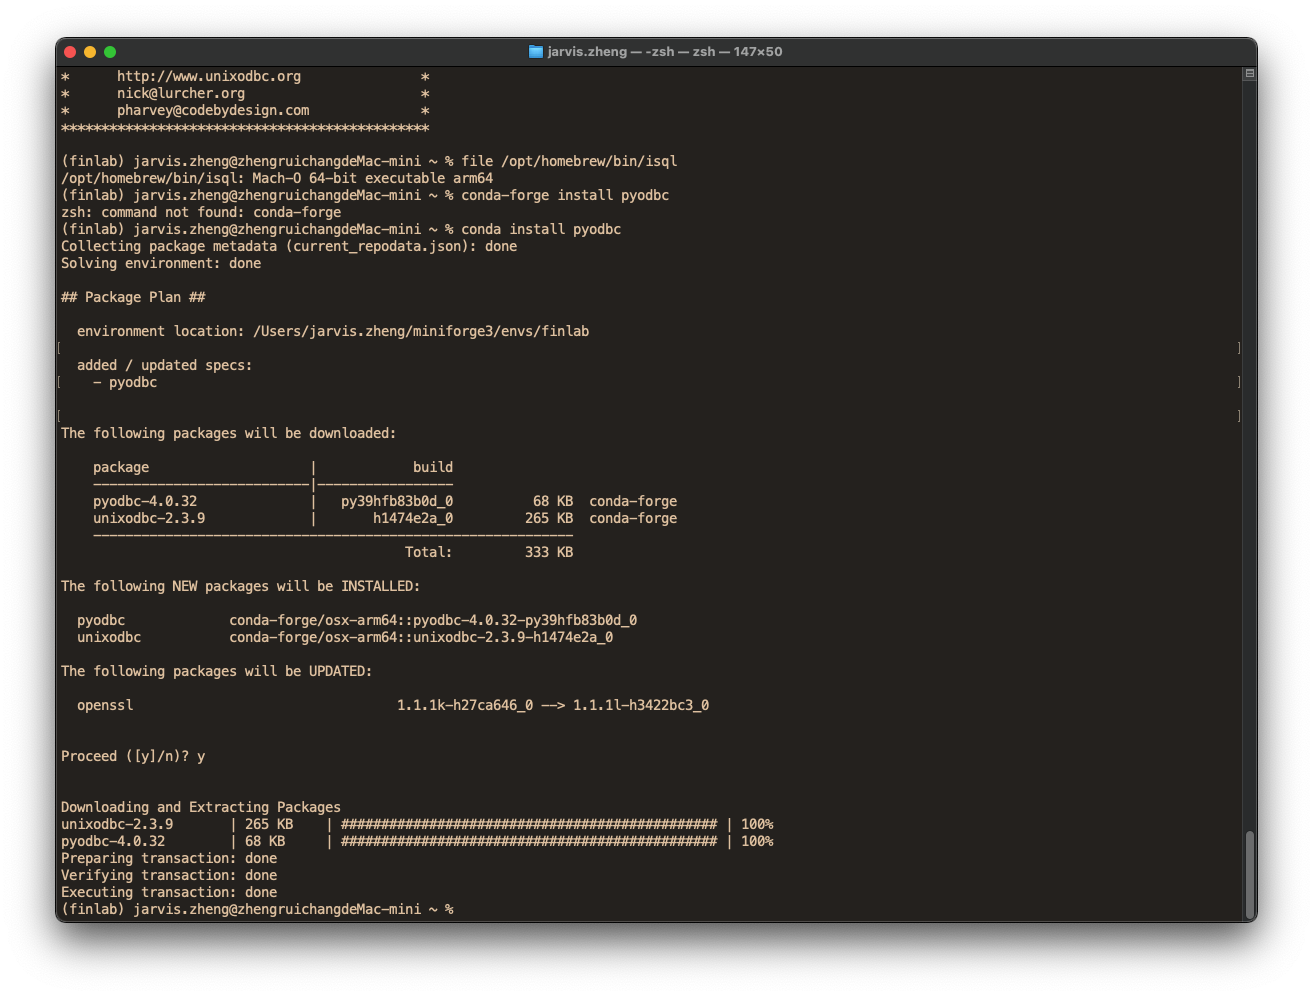 jarvis.zheng — -zsh — zsh — 147×50
*      http://www.unixodbc.org               *
*      nick@lurcher.org                      *
*      pharvey@codebydesign.com              *
**********************************************
(finlab) jarvis.zheng@zhengruichangdeMac-mini ~ % file /opt/homebrew/bin/isql
/opt/homebrew/bin/isql: Mach-O 64-bit executable arm64
(finlab) jarvis.zheng@zhengruichangdeMac-mini ~ % conda-forge install pyodbc
zsh: command not found: conda-forge
(finlab) jarvis.zheng@zhengruichangdeMac-mini ~ % conda install pyodbc
Collecting package metadata (current_repodata.json): done
Solving environment: done
## Package Plan ##
  environment location: /Users/jarvis.zheng/miniforge3/envs/finlab
[ ]
  added / updated specs:
[   - pyodbc ]
[ ]
The following packages will be downloaded:
    package                    |            build
    ---------------------------|-----------------
    pyodbc-4.0.32              |   py39hfb83b0d_0          68 KB  conda-forge
    unixodbc-2.3.9             |       h1474e2a_0         265 KB  conda-forge
    ------------------------------------------------------------
                                           Total:         333 KB
The following NEW packages will be INSTALLED:
  pyodbc             conda-forge/osx-arm64::pyodbc-4.0.32-py39hfb83b0d_0
  unixodbc           conda-forge/osx-arm64::unixodbc-2.3.9-h1474e2a_0
The following packages will be UPDATED:
  openssl                                 1.1.1k-h27ca646_0 --> 1.1.1l-h3422bc3_0
Proceed ([y]/n)? y
Downloading and Extracting Packages
unixodbc-2.3.9       | 265 KB    | ############################################### | 100%
pyodbc-4.0.32        | 68 KB     | ############################################### | 100%
Preparing transaction: done
Verifying transaction: done
Executing transaction: done
(finlab) jarvis.zheng@zhengruichangdeMac-mini ~ %